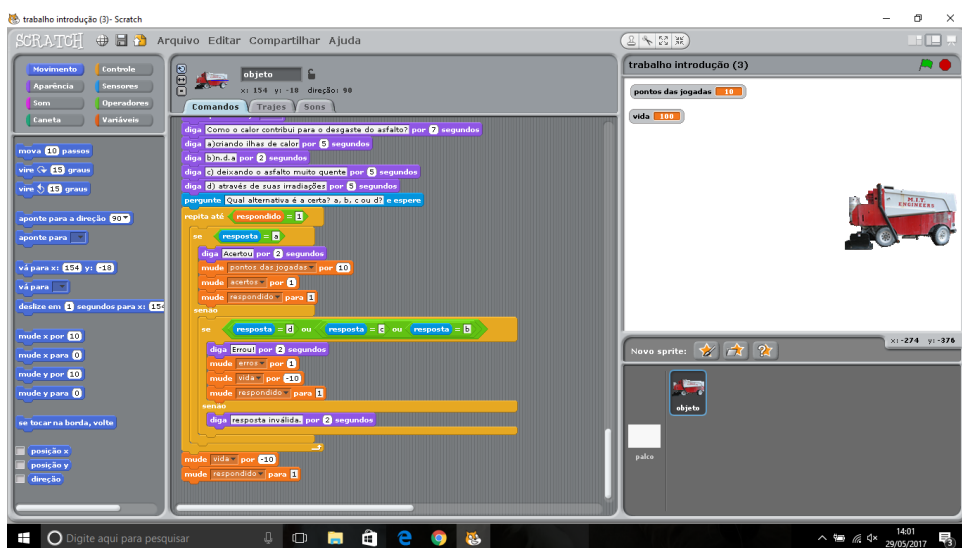 trabalho introdução (3)- Scratch
SCRATCH Arquivo Editar Compartilhar Ajuda
Movimento Controle
Aparência Sensores
Som Operadores
Caneta Variáveis
mova 10 passos
vire 15 graus
vire 15 graus
aponte para a direção 90
aponte para
vá para x: 154 y: -18
vá para
deslize em 1 segundos para x: 154
mude x por 10
mude x para 0
mude y por 10
mude y para 0
se tocar na borda, volte
posição x
posição y
direção
objeto
x: 154 y: -18 direção: 90
Comandos Trajes Sons
diga Como o calor contribui para o desgaste do asfalto? por 7 segundos
diga a)criando ilhas de calor por 5 segundos
diga b)n.d.a por 2 segundos
diga c) deixando o asfalto muito quente por 5 segundos
diga d) através de suas irradiações por 5 segundos
pergunte Qual alternativa é a certa? a, b, c ou d? e espere
repita até respondido = 1
se resposta = a
diga Acertou por 2 segundos
mude pontos das jogadas por 10
mude acertos por 1
mude respondido para 1
senão
se resposta = d ou resposta = c ou resposta = b
diga Errou! por 2 segundos
mude erros por 1
mude vida por -10
mude respondido para 1
senão
diga resposta inválida. por 2 segundos
mude vida por -10
mude respondido para 1
trabalho introdução (3)
pontos das jogadas 10
vida 100
M.I.T.
ENGINEERS
x: -274 y: -376
Novo sprite:
objeto
palco
Digite aqui para pesquisar
14:01
29/05/2017
3